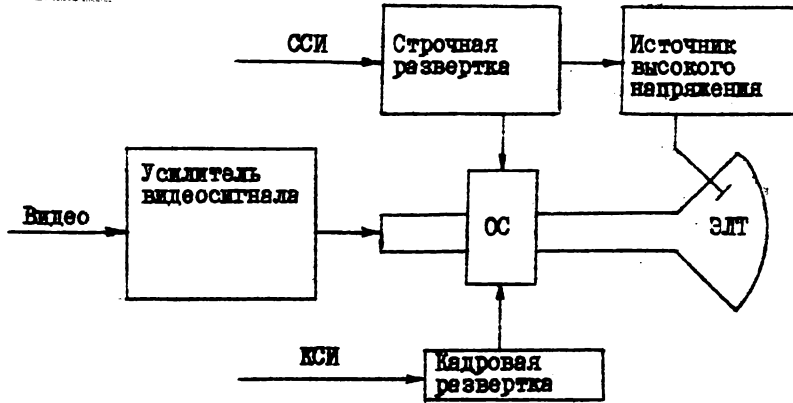 ССИ
Строчная
развертка
Источник
высокого
напряжения
Усилитель
видеосигнала
Видео
ОС
ЭЛТ
КСИ
Кадровая
развертка